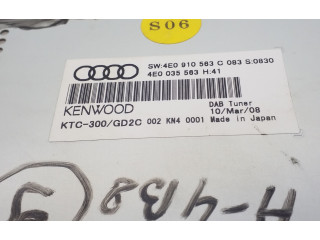 S06
SW:4E0 910 563 C 083 S:0830
4E0 035 563 H:41
KENWOOD
DAB Tuner
10/Mar/08
KTC-300/GD2C 002 KN4 0001 Made in Japan
A-4B8